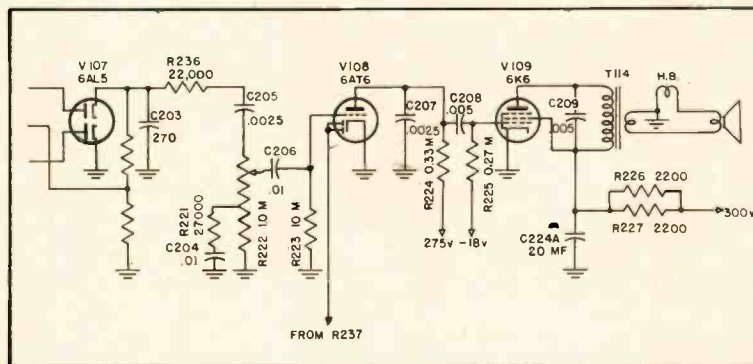 V107
6AL5
R236
22,000
C203
270
C205
.0025
C206
.01
R221
27000
C204
.01
R222 1.0 M
R223 10 M
V108
6AT6
FROM R237
C207
.0025
C208
.005
R224 0.33 M
R225 0.27 M
275v -18v
V109
6K6
C209
.005
T114
H.B.
R226 2200
R227 2200
300v
C224A
20 MF